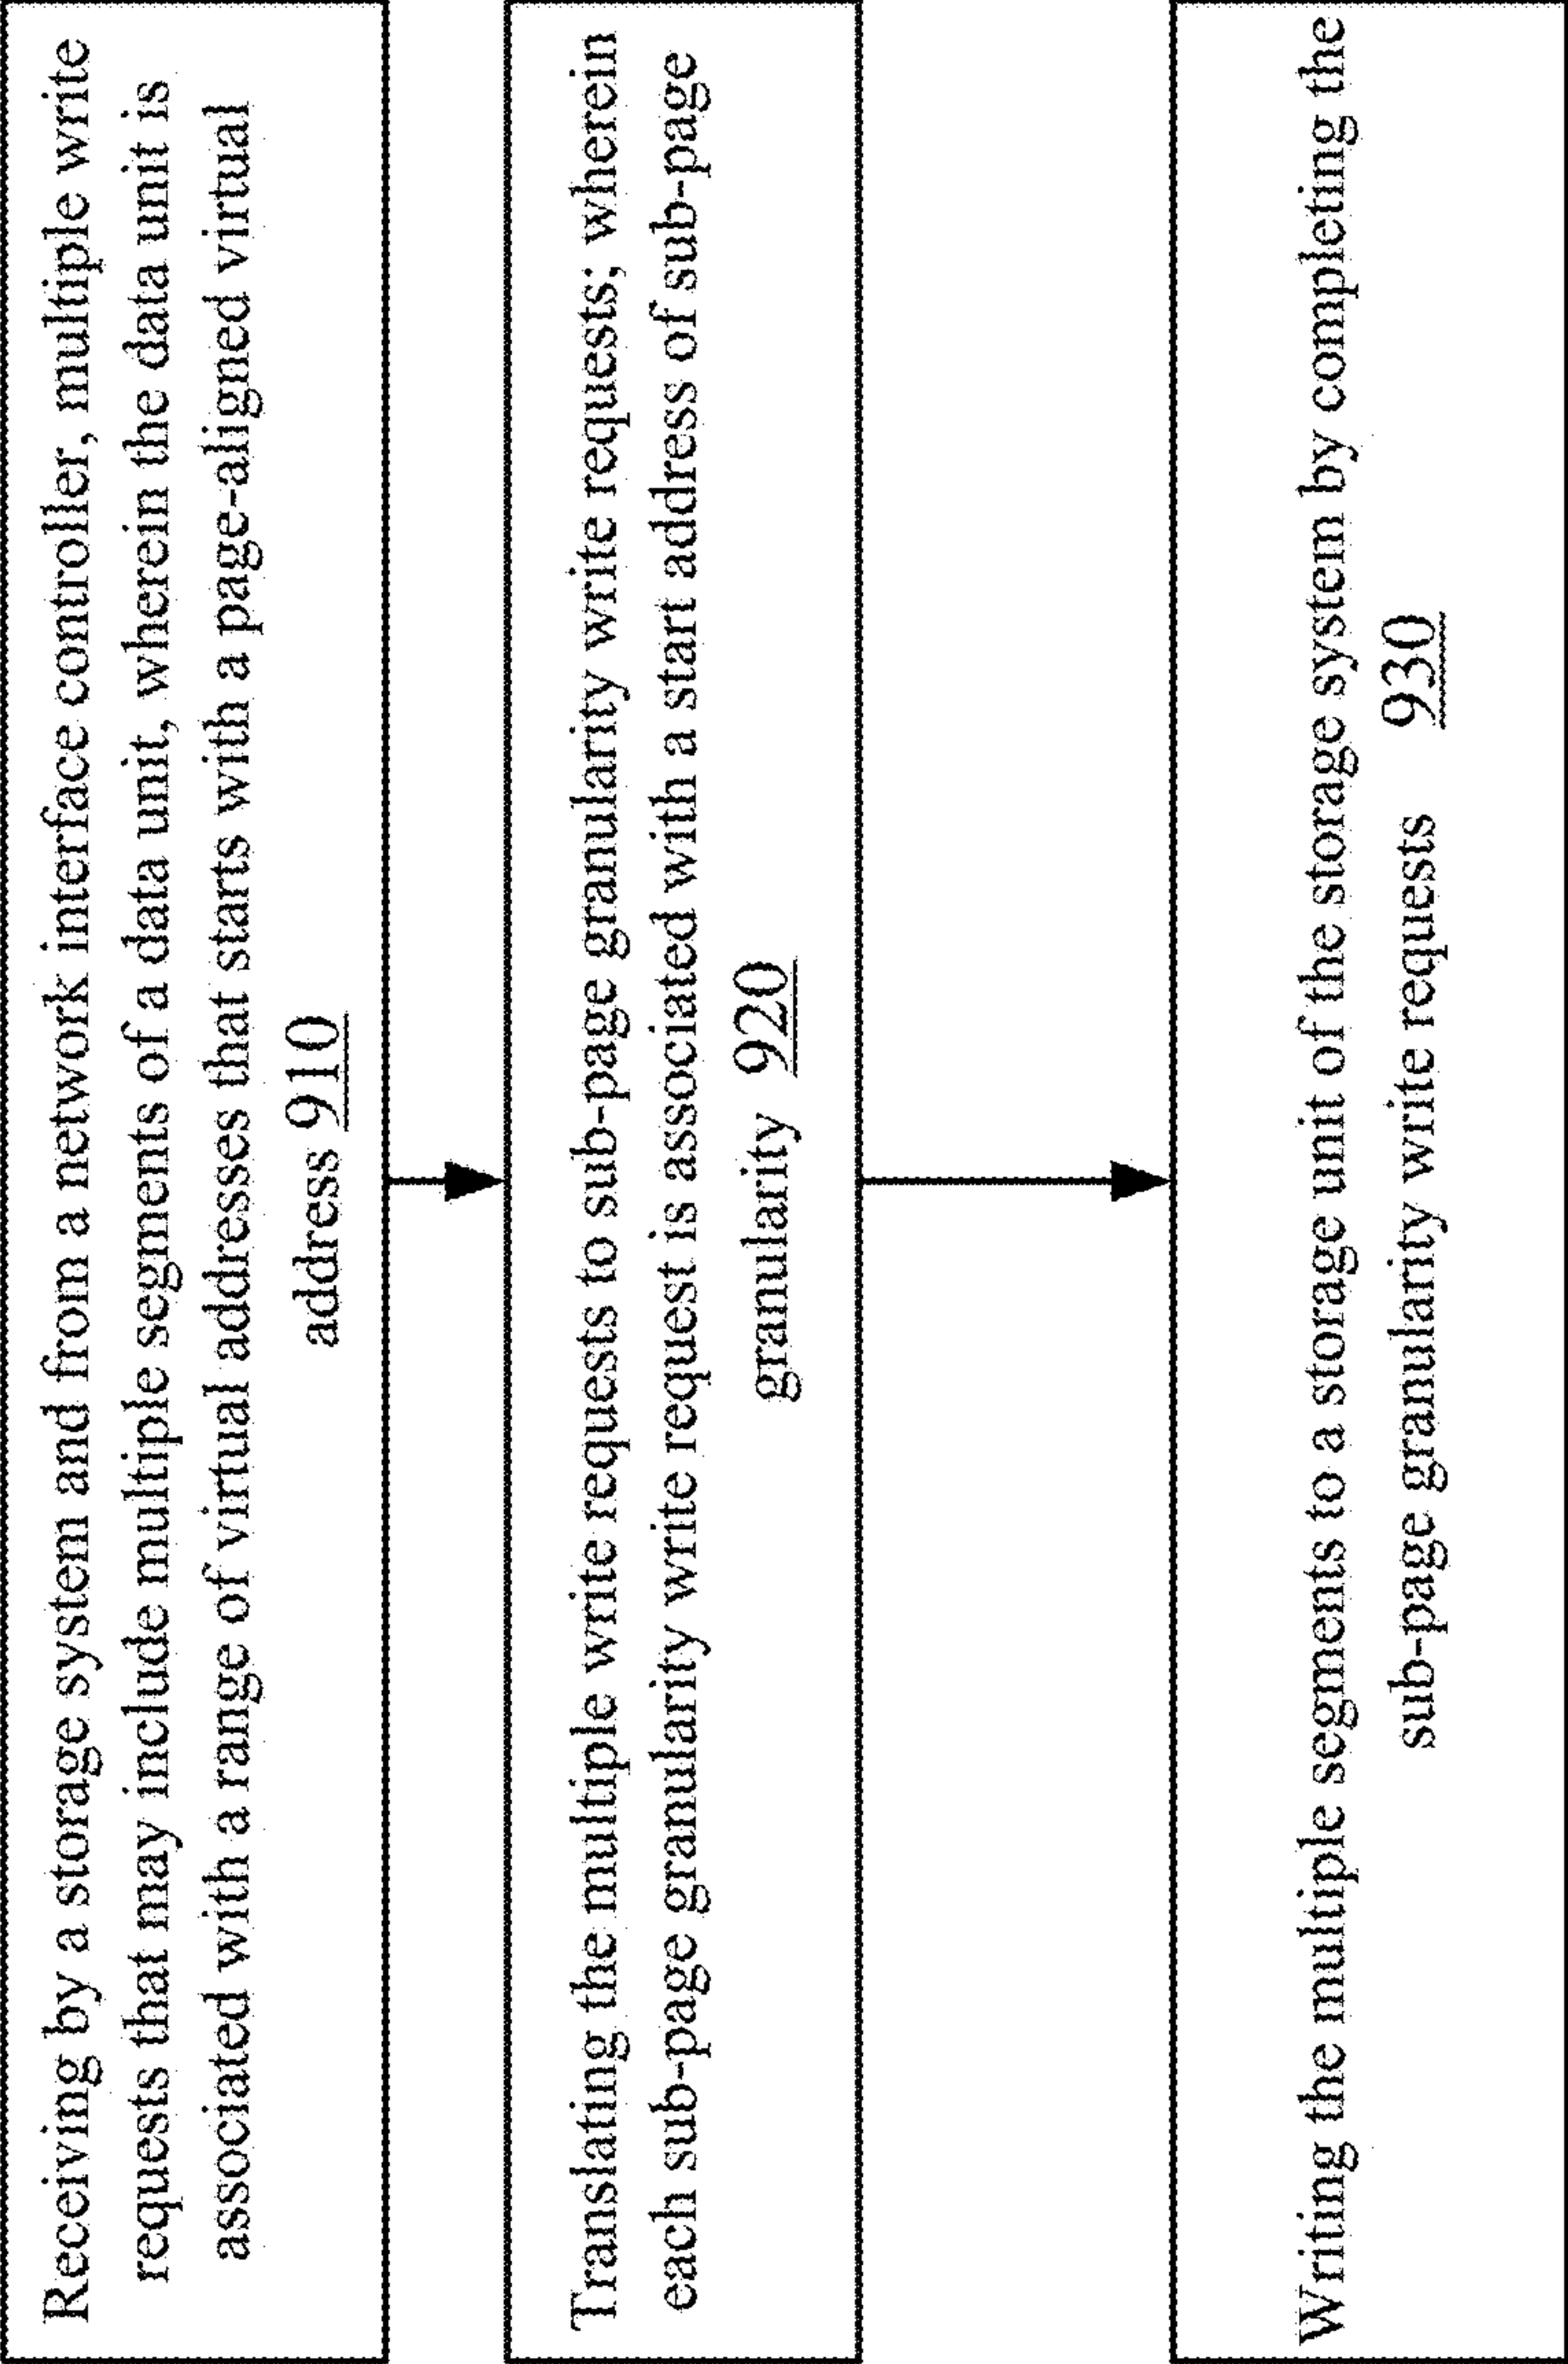 Receiving by a storage system and from a network interface controller, multiple write
requests that may include multiple segments of a data unit, wherein the data unit is
associated with a range of virtual addresses that starts with a page-aligned virtual
address 910
Translating the multiple write requests to sub-page granularity write requests; wherein
each sub-page granularity write request is associated with a start address of sub-page
granularity 920
Writing the multiple segments to a storage unit of the storage system by completing the
sub-page granularity write requests 930